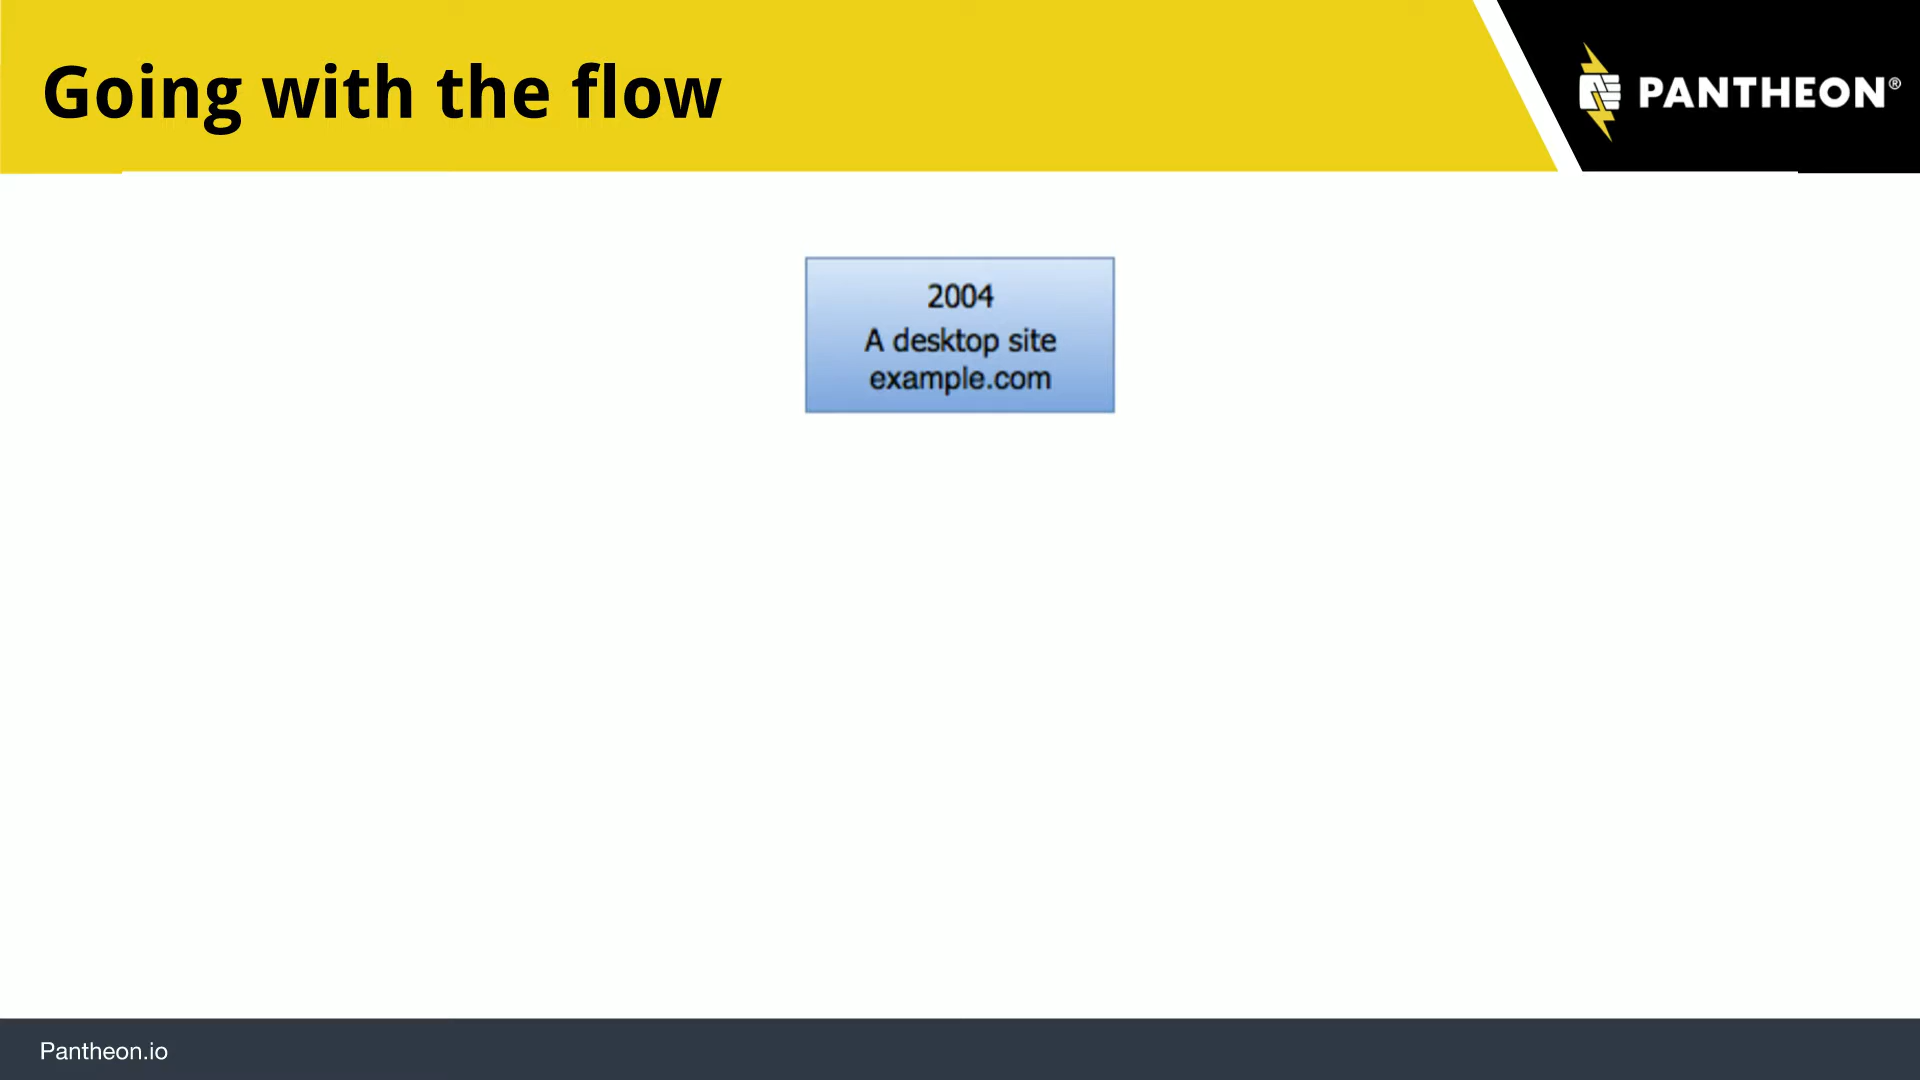 Going with the flow
PANTHEON®
2004
A desktop site
example.com
Pantheon.io